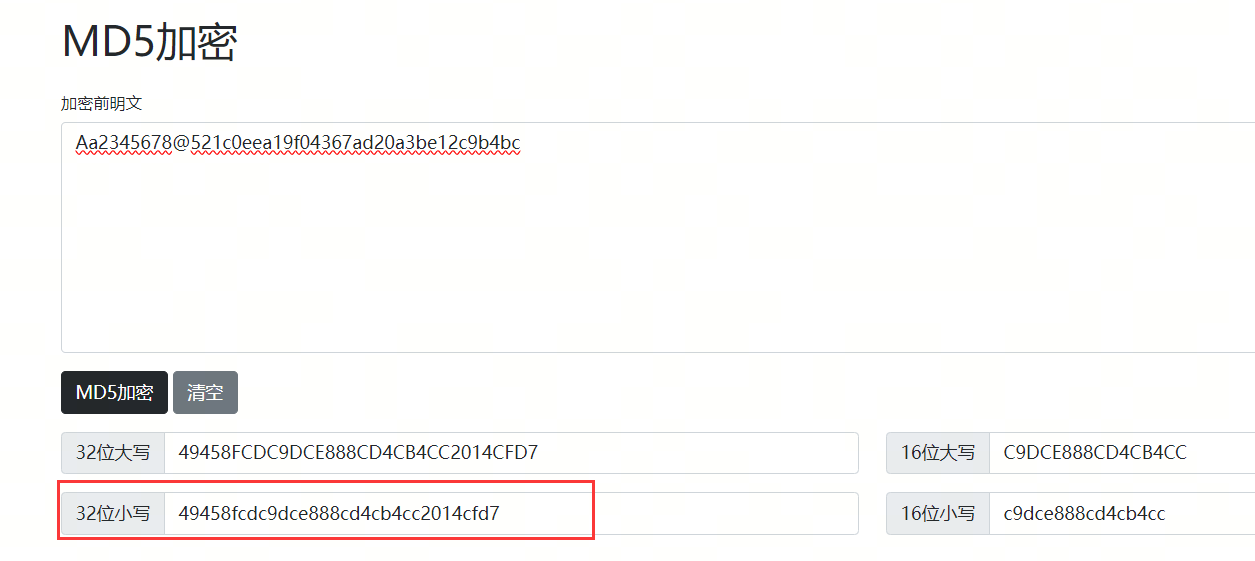 MD5加密
加密前明文
Aa2345678@521c0eea19f04367ad20a3be12c9b4bc
MD5加密 清空
32位大写 49458FCDC9DCE888CD4CB4CC2014CFD7 16位大写 C9DCE888CD4CB4CC
32位小写 49458fcdc9dce888cd4cb4cc2014cfd7 16位小写 c9dce888cd4cb4cc